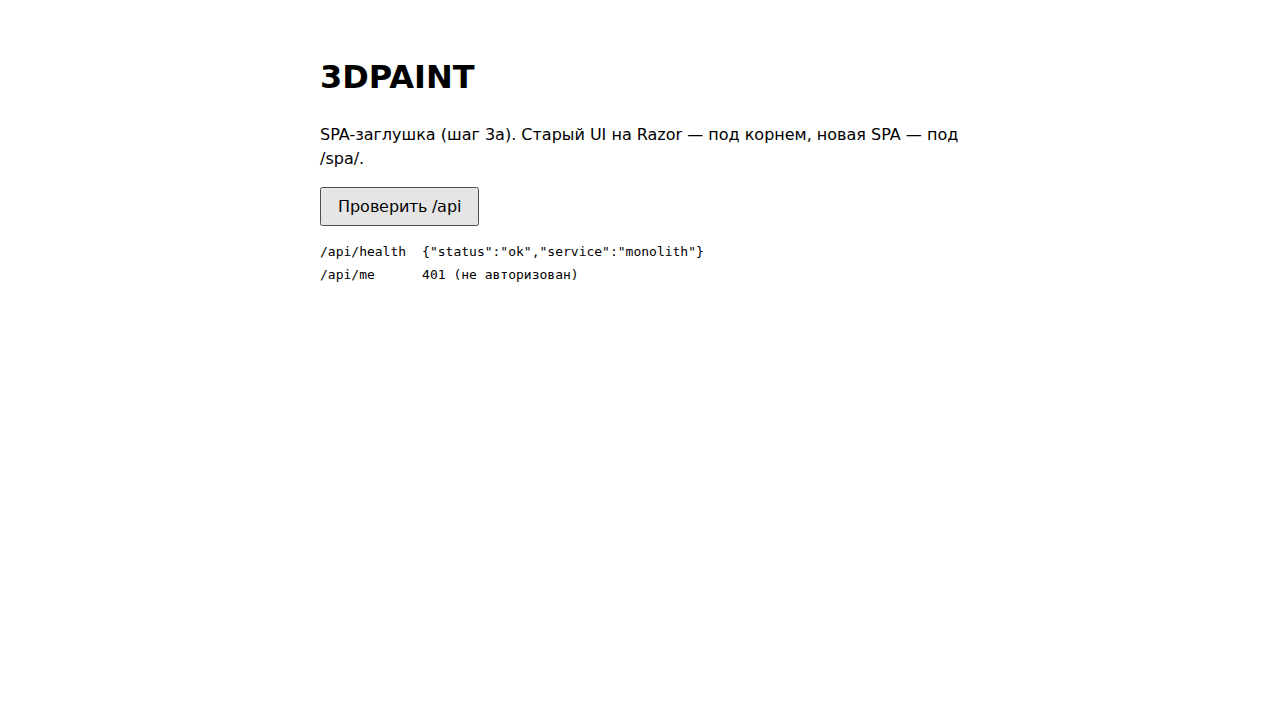 3DPAINT
SPA-заглушка (шаг 3а). Старый UI на Razor — под корнем, новая SPA — под
/spa/.
Проверить /api
/api/health  {"status":"ok","service":"monolith"}
/api/me      401 (не авторизован)